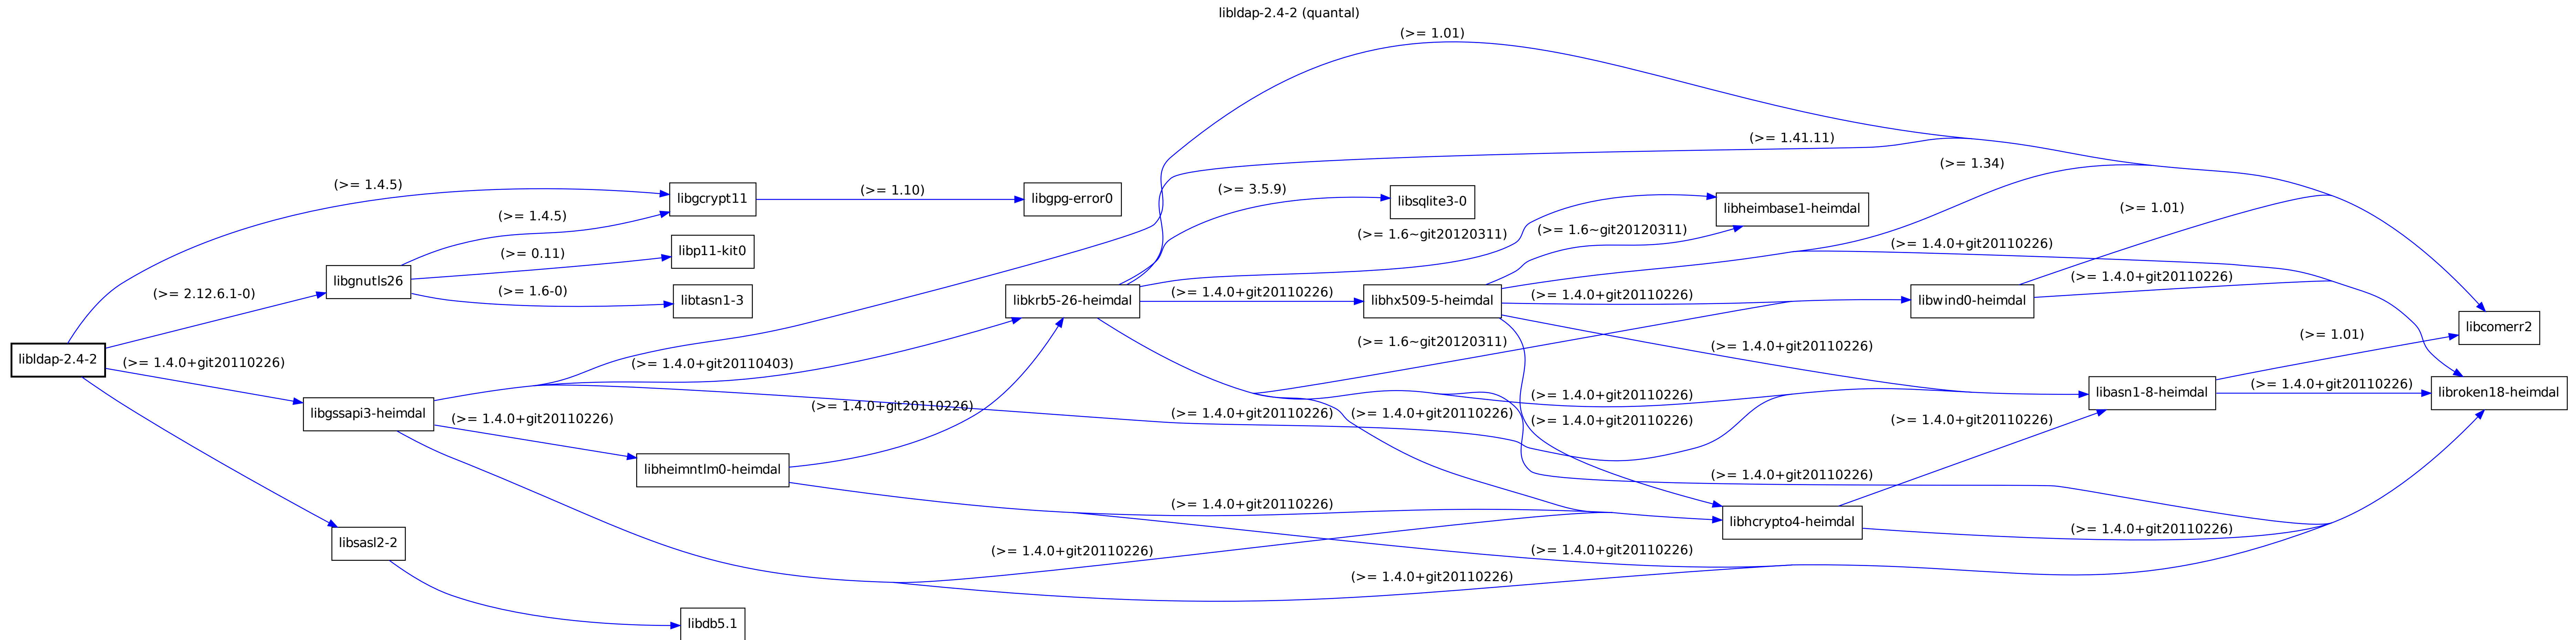 libldap-2.4-2 (quantal)
(>= 1.01)
(>= 1.41.11)
(>= 1.34)
(>= 1.4.5)
(>= 1.10)
(>= 3.5.9)
libgcrypt11
libgpg-error0
libsqlite3-0
libheimbase1-heimdal
(>= 1.01)
(>= 1.4.5)
(>= 1.6~git20120311)
(>= 1.6~git20120311)
(>= 1.4.0+git20110226)
(>= 0.11)
libp11-kit0
libgnutls26
(>= 1.4.0+git20110226)
(>= 2.12.6.1-0)
(>= 1.6-0)
libtasn1-3
libkrb5-26-heimdal
(>= 1.4.0+git20110226)
libhx509-5-heimdal
(>= 1.4.0+git20110226)
libwind0-heimdal
libcomerr2
(>= 1.01)
(>= 1.6~git20120311)
(>= 1.4.0+git20110226)
libldap-2.4-2
(>= 1.4.0+git20110226)
(>= 1.4.0+git20110403)
(>= 1.4.0+git20110226)
(>= 1.4.0+git20110226)
libasn1-8-heimdal
(>= 1.4.0+git20110226)
libroken18-heimdal
libgssapi3-heimdal
(>= 1.4.0+git20110226)
(>= 1.4.0+git20110226)
(>= 1.4.0+git20110226)
(>= 1.4.0+git20110226)
(>= 1.4.0+git20110226)
(>= 1.4.0+git20110226)
libheimntlm0-heimdal
(>= 1.4.0+git20110226)
(>= 1.4.0+git20110226)
libhcrypto4-heimdal
(>= 1.4.0+git20110226)
libsasl2-2
(>= 1.4.0+git20110226)
(>= 1.4.0+git20110226)
(>= 1.4.0+git20110226)
libdb5.1